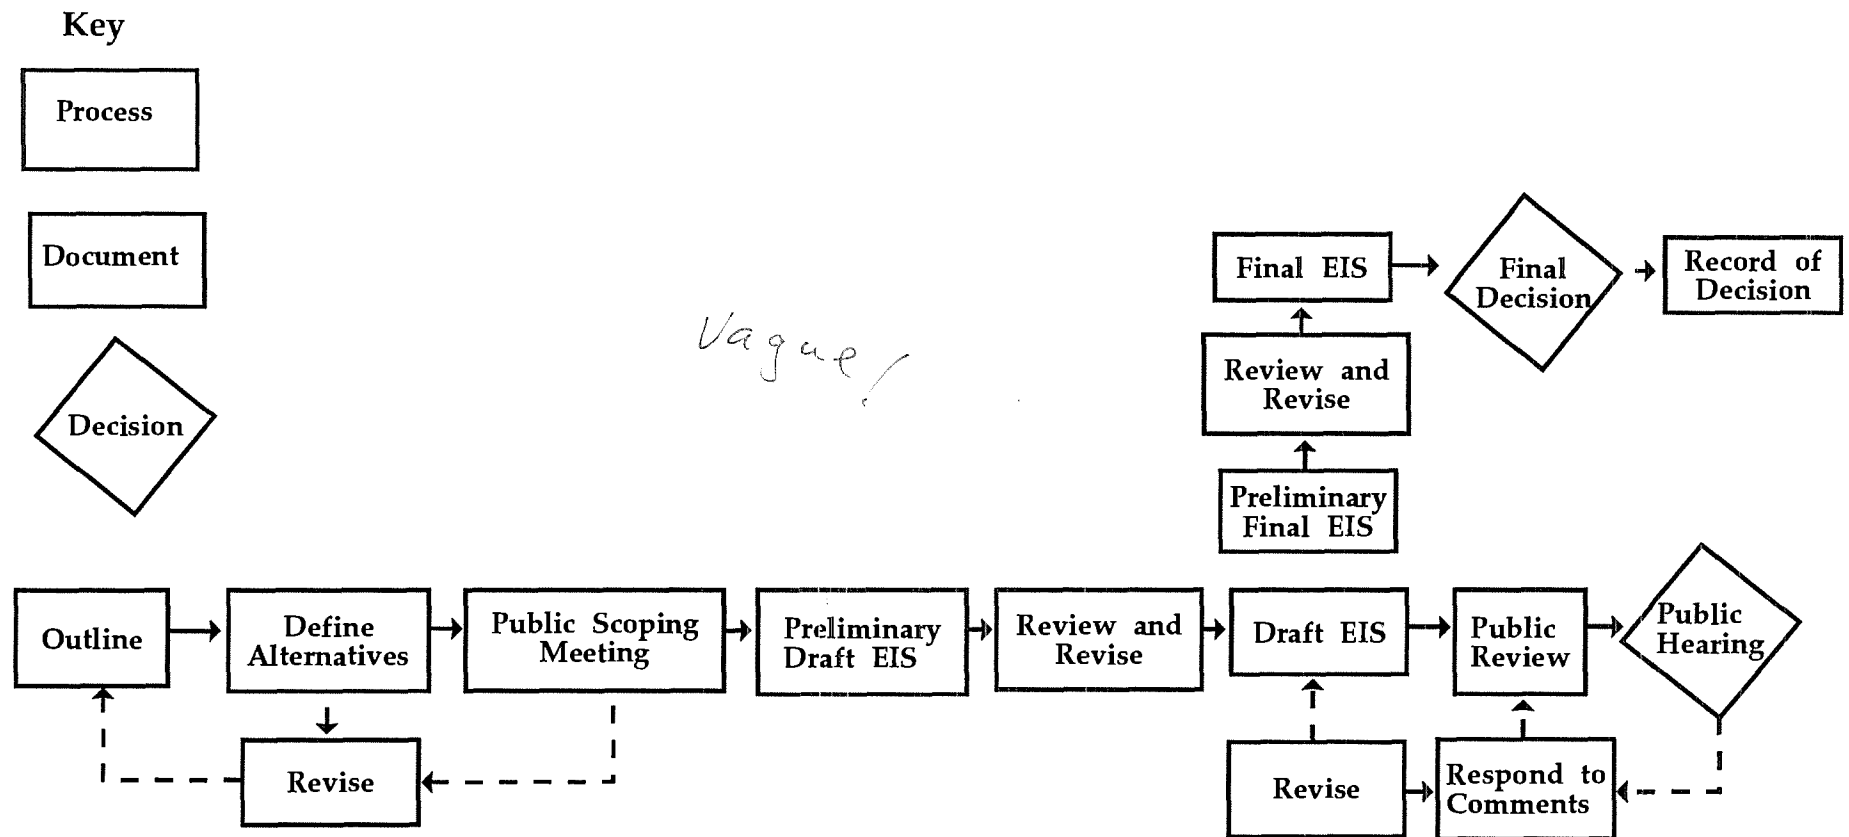 Key
Process
Document
Decision
Vague!
Final EIS
Final
Decision
Record of
Decision
Review and
Revise
Preliminary
Final EIS
Outline
Define
Alternatives
Public Scoping
Meeting
Preliminary
Draft EIS
Review and
Revise
Draft EIS
Public
Review
Public
Hearing
Revise
Revise
Respond to
Comments